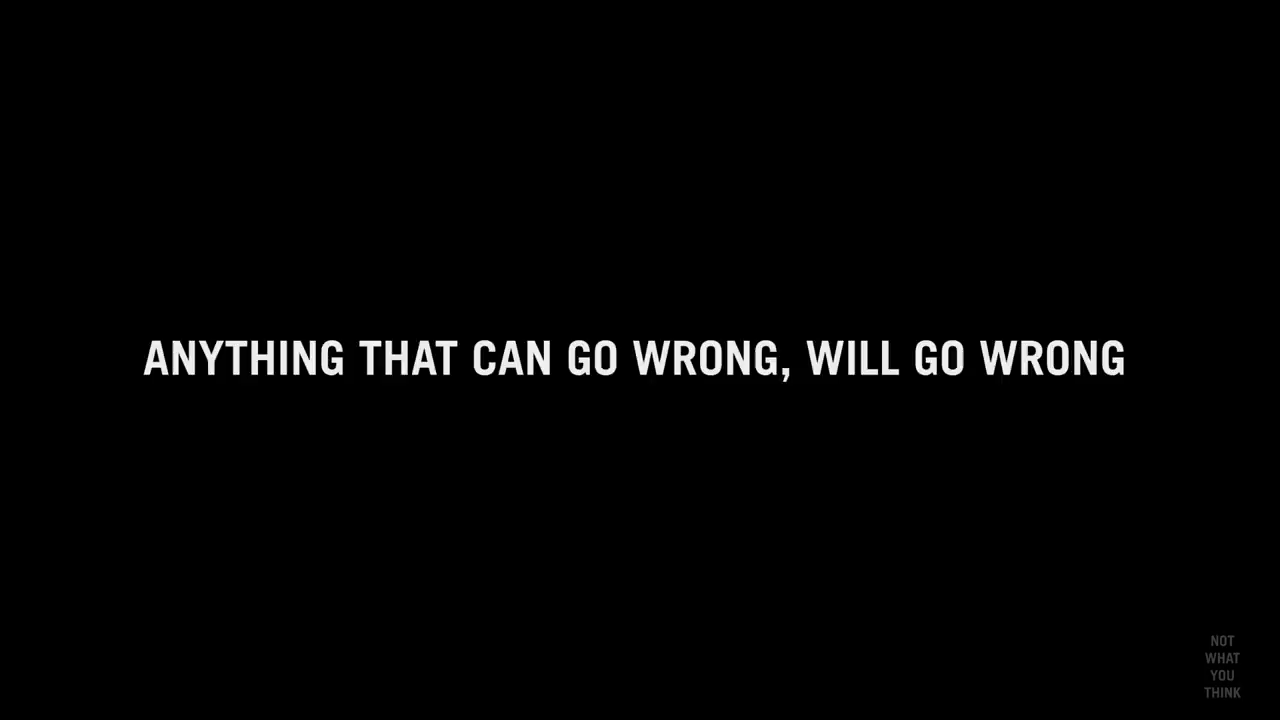 ANYTHING THAT CAN GO WRONG, WILL GO WRONG
NOT
WHAT
YOU
THINK